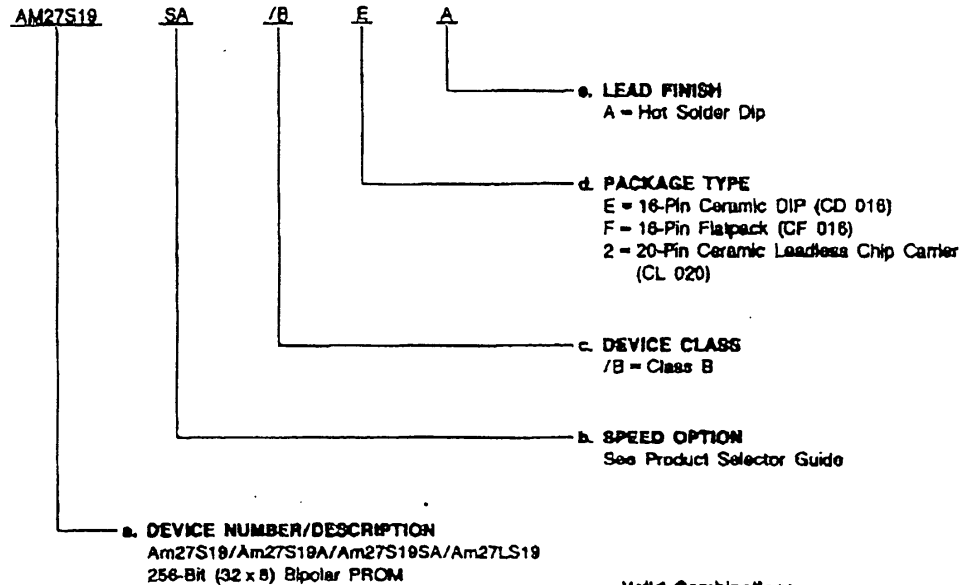 AM27S19 SA /B E A
e. LEAD FINISH
A = Hot Solder Dip
d. PACKAGE TYPE
E = 16-Pin Ceramic DIP (CD 016)
F = 16-Pin Flatpack (CF 016)
2 = 20-Pin Ceramic Leadless Chip Carrier
(CL 020)
c. DEVICE CLASS
/B = Class B
b. SPEED OPTION
See Product Selector Guide
a. DEVICE NUMBER/DESCRIPTION
Am27S19/Am27S19A/Am27S19SA/Am27LS19
256-Bit (32 x 8) Bipolar PROM